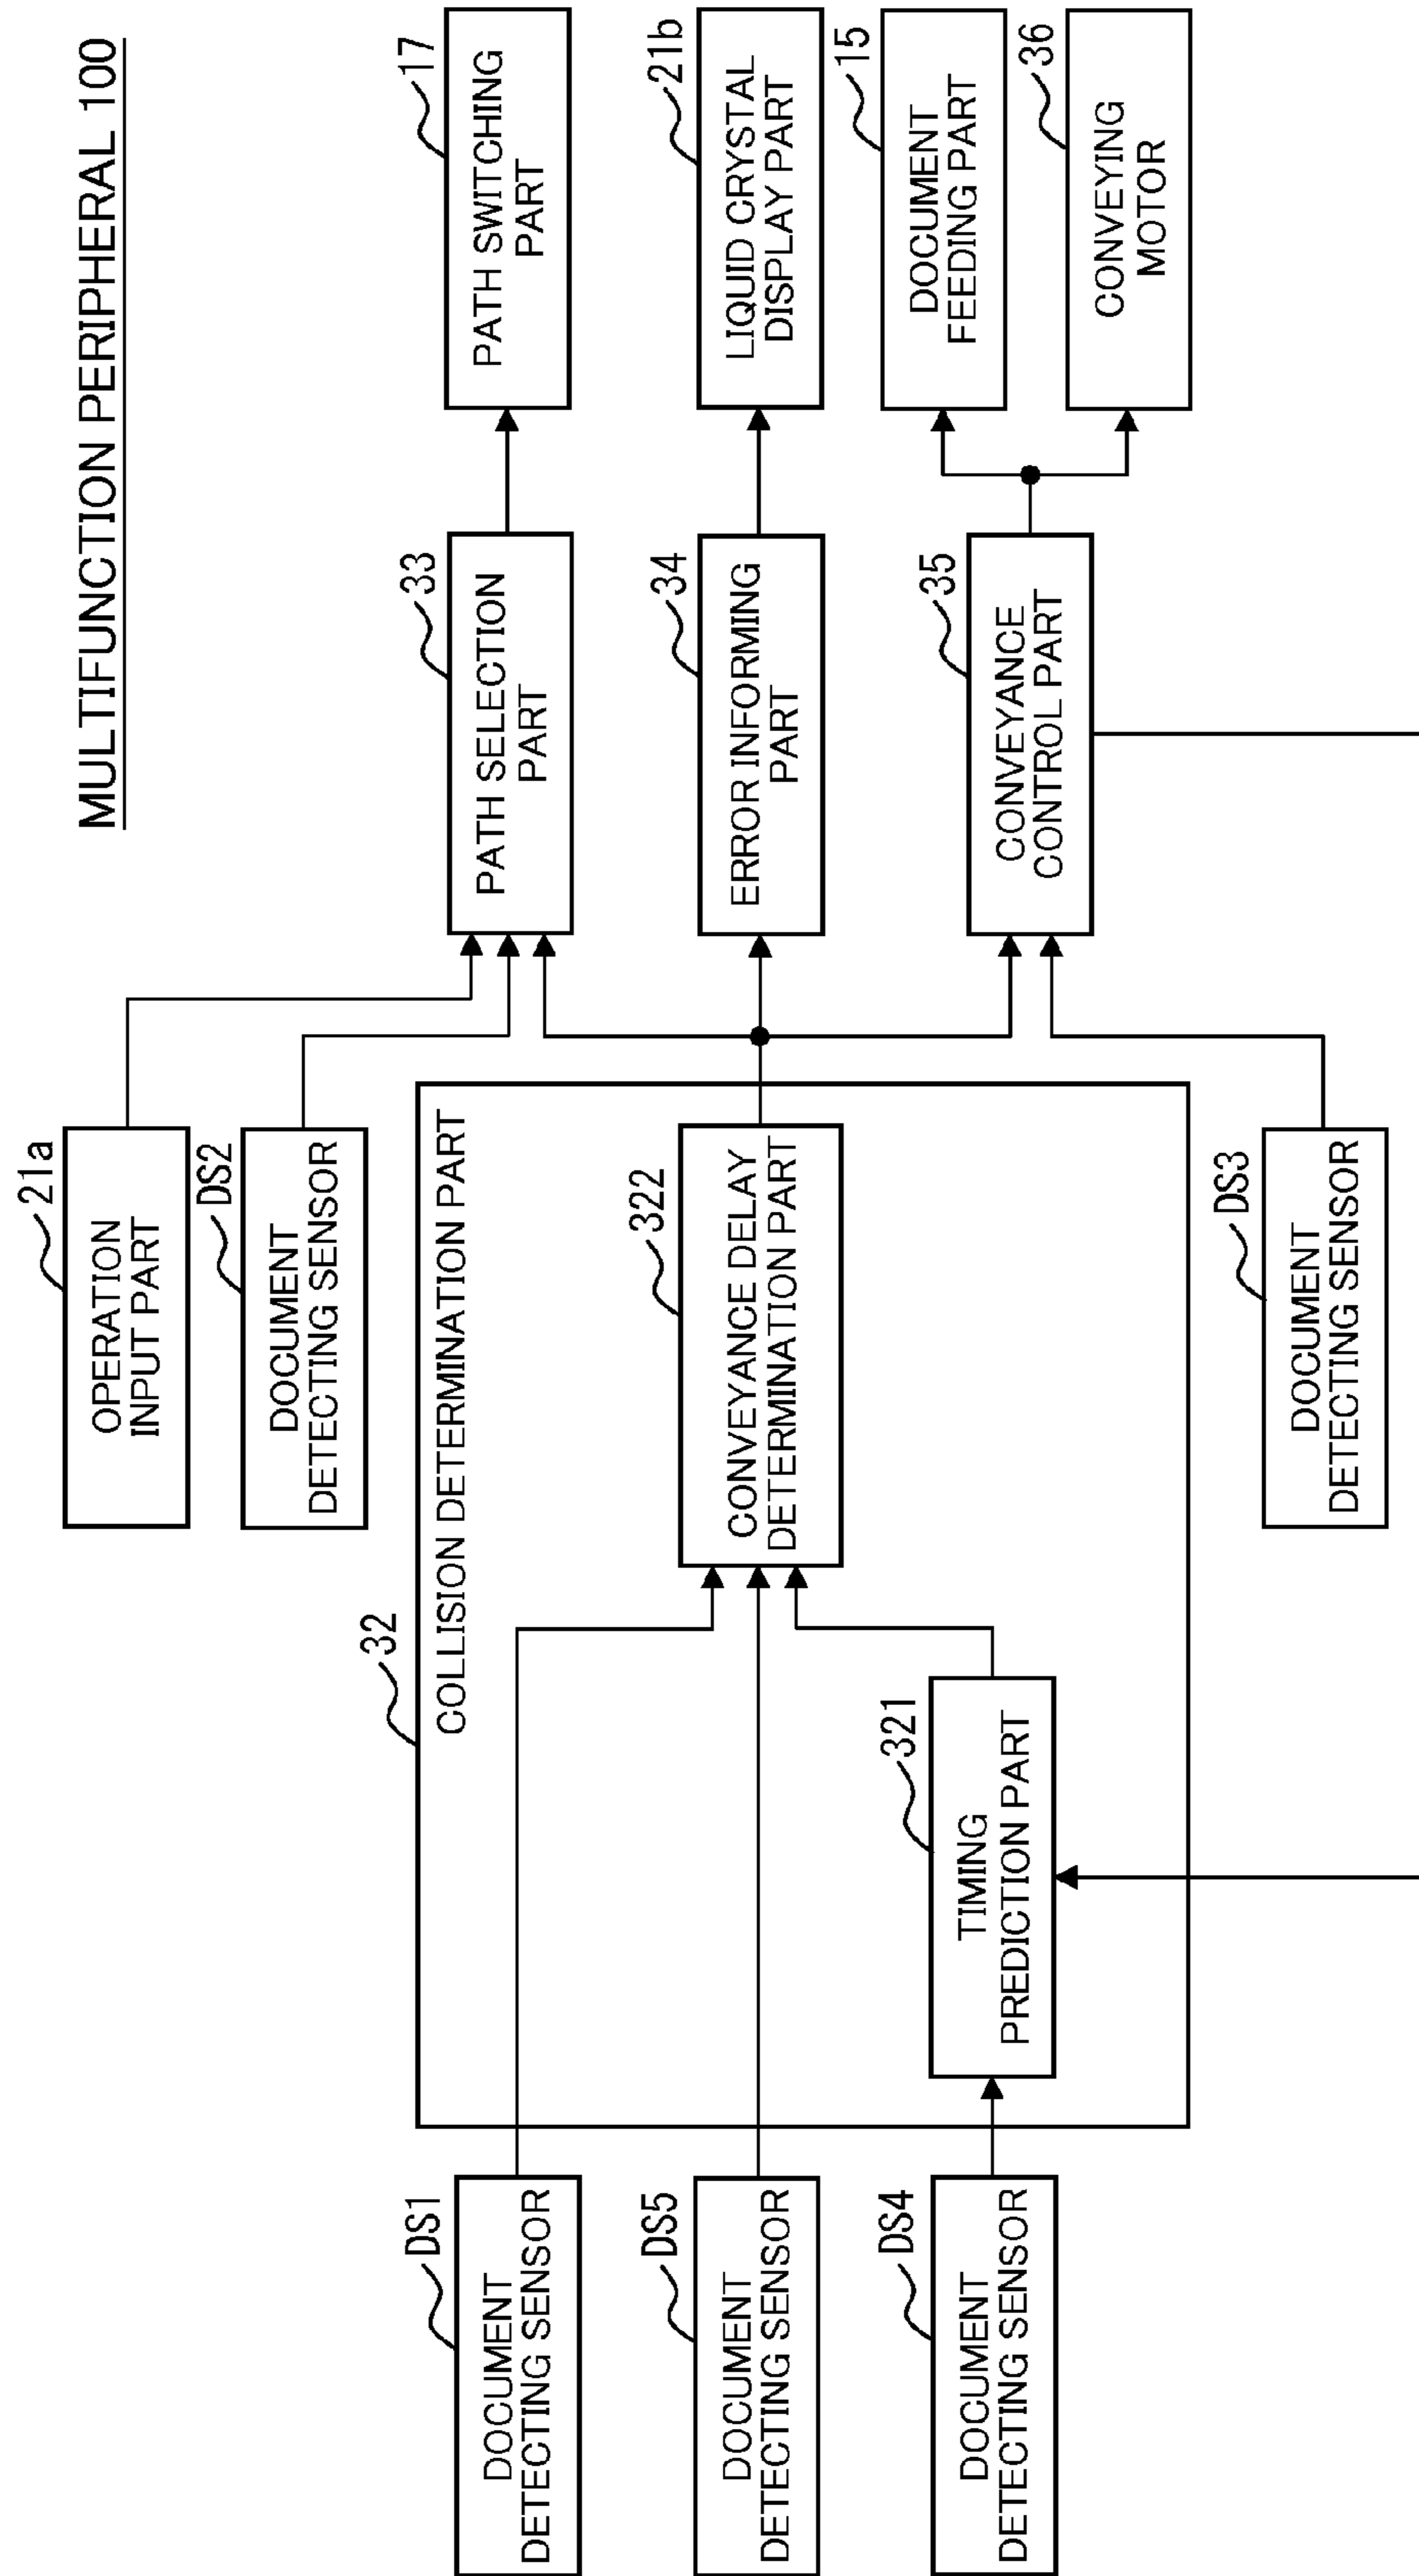 MULTIFUNCTION PERIPHERAL 100
21a
OPERATION
INPUT PART
DS2
DOCUMENT
DETECTING SENSOR
33
PATH SELECTION
PART
17
PATH SWITCHING
PART
DS1
DOCUMENT
DETECTING SENSOR
32
COLLISION DETERMINATION PART
322
CONVEYANCE DELAY
DETERMINATION PART
34
ERROR INFORMING
PART
21b
LIQUID CRYSTAL
DISPLAY PART
DS5
DOCUMENT
DETECTING SENSOR
DS4
DOCUMENT
DETECTING SENSOR
321
TIMING
PREDICTION PART
35
CONVEYANCE
CONTROL PART
15
DOCUMENT
FEEDING PART
36
CONVEYING
MOTOR
DS3
DOCUMENT
DETECTING SENSOR